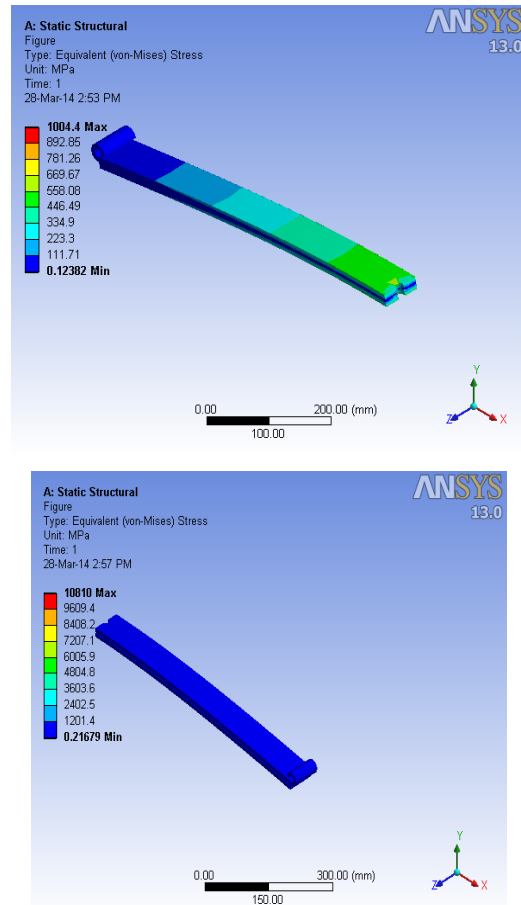 A: Static Structural
Figure
Type: Equivalent (von-Mises) Stress
Unit: MPa
Time: 1
28-Mar-14 2:53 PM
ANSYS
13.0
1004.4 Max
892.85
781.26
669.67
558.08
446.49
334.9
223.3
111.71
0.12382 Min
Y
Z
X
0.00
200.00 (mm)
100.00
A: Static Structural
Figure
Type: Equivalent (von-Mises) Stress
Unit: MPa
Time: 1
28-Mar-14 2:57 PM
ANSYS
13.0
10810 Max
9609.4
8408.2
7207.1
6005.9
4804.8
3603.6
2402.5
1201.4
0.21679 Min
Y
Z
X
0.00
300.00 (mm)
150.00